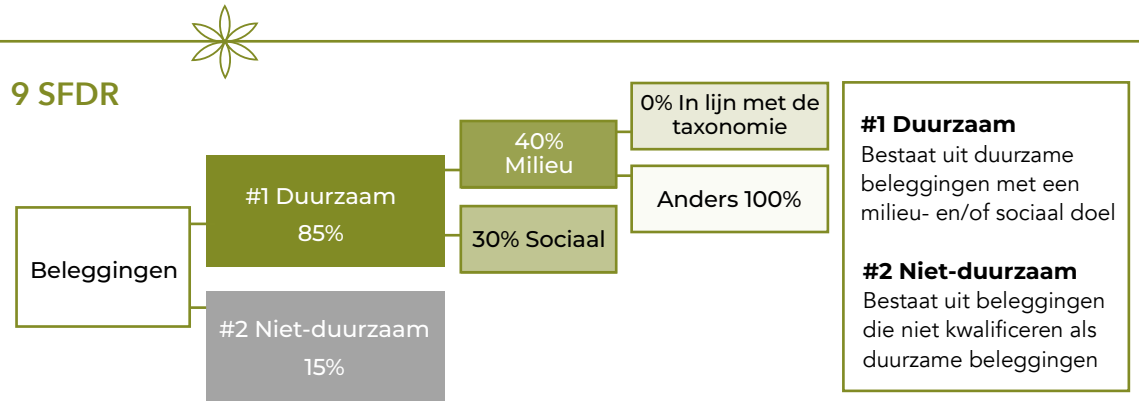 9 SFDR
Beleggingen
#1 Duurzaam
85%
#2 Niet-duurzaam
15%
40%
Milieu
30% Sociaal
0% In lijn met de
taxonomie
Anders 100%
#1 Duurzaam
Bestaat uit duurzame
beleggingen met een
milieu- en/of sociaal doel
#2 Niet-duurzaam
Bestaat uit beleggingen
die niet kwalificeren als
duurzame beleggingen